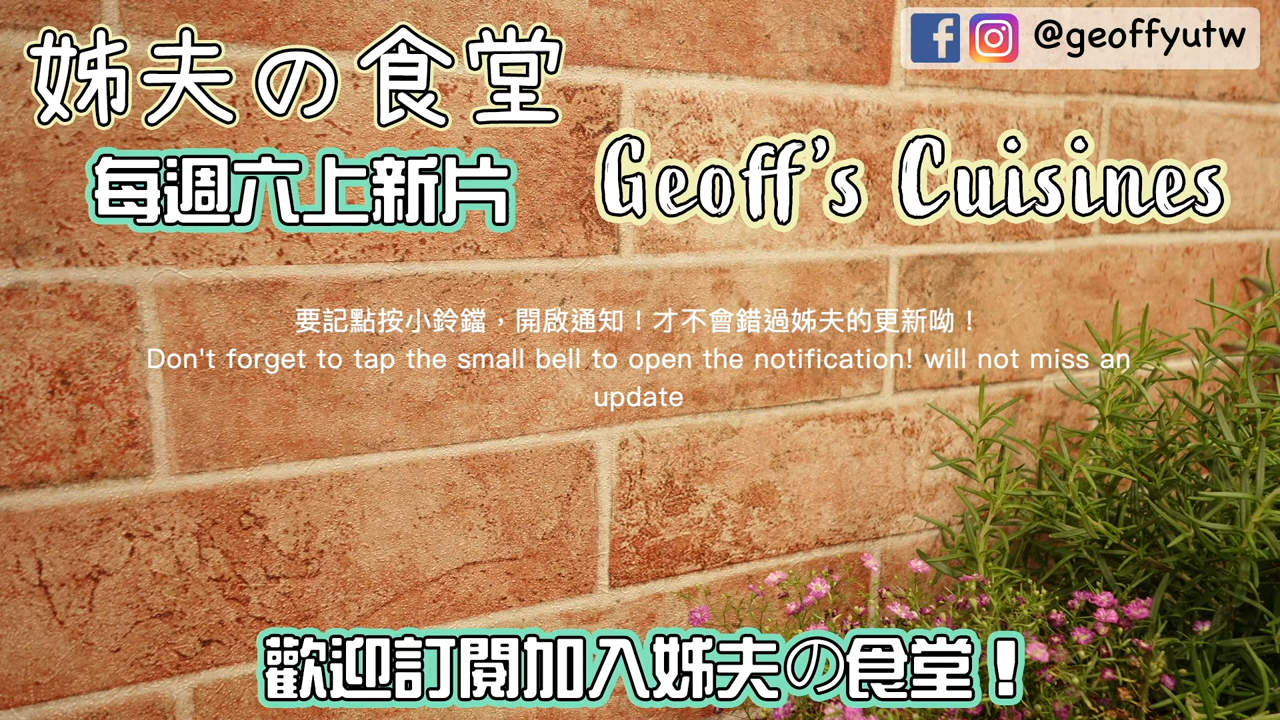 姊夫の食堂
@geoffyutw
每週六上新片
Geoff's Cuisines
要記點按小鈴鐺，開啟通知！才不會錯過姊夫的更新呦！
Don't forget to tap the small bell to open the notification! will not miss an
update
歡迎訂閱加入姊夫の食堂！